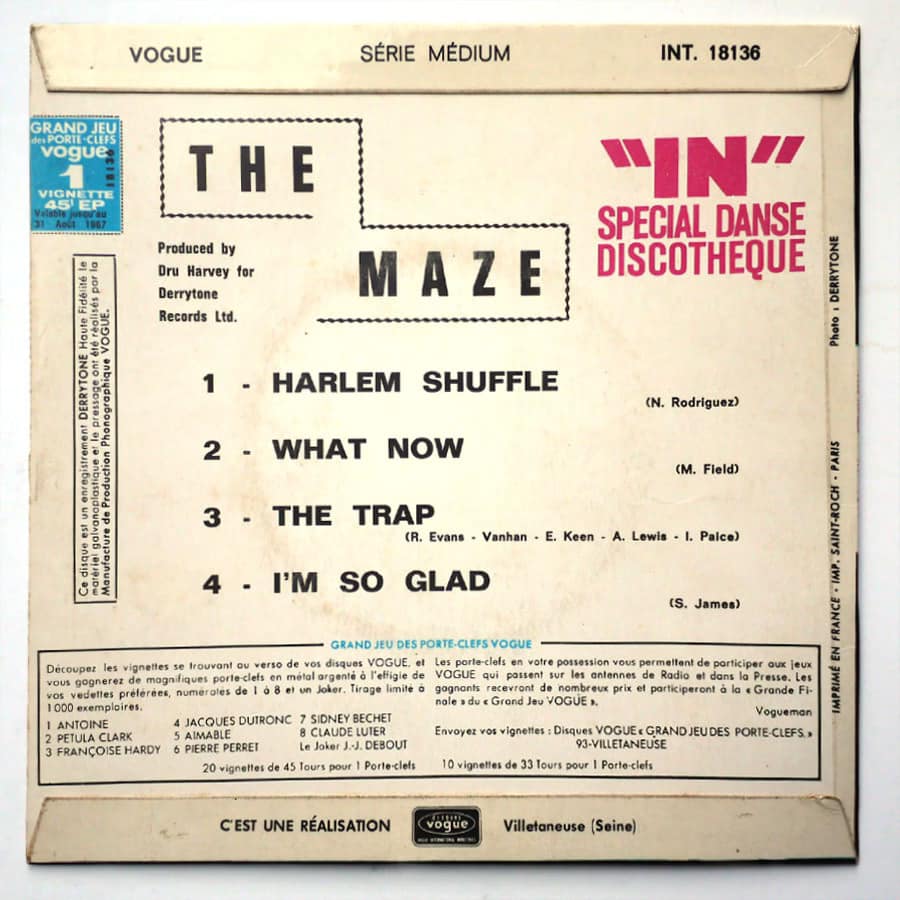 VOGUE SÉRIE MÉDIUM INT. 18136
GRAND JEU
des PORTE-CLEFS
vogue
1
VIGNETTE
45t EP
Valable jusqu'au
31 Août 1967
18136
THE
MAZE
"IN"
SPECIAL DANSE
DISCOTHEQUE
Produced by
Dru Harvey for
Derrytone
Records Ltd.
Photo : DERRYTONE
Ce disque est un enregistrement DERRYTONE Haute Fidélité le
matériel galvanoplastique et le pressage ont été réalisés par la
Manufacture de Production Phonographique VOGUE.
1 - HARLEM SHUFFLE
(N. Rodriguez)
2 - WHAT NOW
(M. Field)
3 - THE TRAP
(R. Evans - Vanhan - E. Keen - A. Lewis - I. Paice)
4 - I'M SO GLAD
(S. James)
IMPRIMÉ EN FRANCE - IMP. SAINT-ROCH - PARIS
GRAND JEU DES PORTE-CLEFS VOGUE
Découpez les vignettes se trouvant au verso de vos disques VOGUE, et
vous gagnerez de magnifiques porte-clefs en métal argenté à l'effigie de
vos vedettes préférées, numérotés de 1 à 8 et un Joker. Tirage limité à
1 000 exemplaires.
1 ANTOINE
2 PETULA CLARK
3 FRANÇOISE HARDY
4 JACQUES DUTRONC
5 AIMABLE
6 PIERRE PERRET
7 SIDNEY BECHET
8 CLAUDE LUTER
Le Joker J.-J. DEBOUT
20 vignettes de 45 Tours pour 1 Porte-clefs
Les porte-clefs en votre possession vous permettent de participer aux jeux
VOGUE qui passent sur les antennes de Radio et dans la Presse. Les
gagnants recevront de nombreux prix et participeront à la « Grande Fi-
nale » du « Grand Jeu VOGUE ».
Vogueman
Envoyez vos vignettes : Disques VOGUE « GRAND JEU DES PORTE-CLEFS. »
93-VILLETANEUSE
10 vignettes de 33 Tours pour 1 Porte-clefs
C'EST UNE RÉALISATION disques vogue Villetaneuse (Seine)